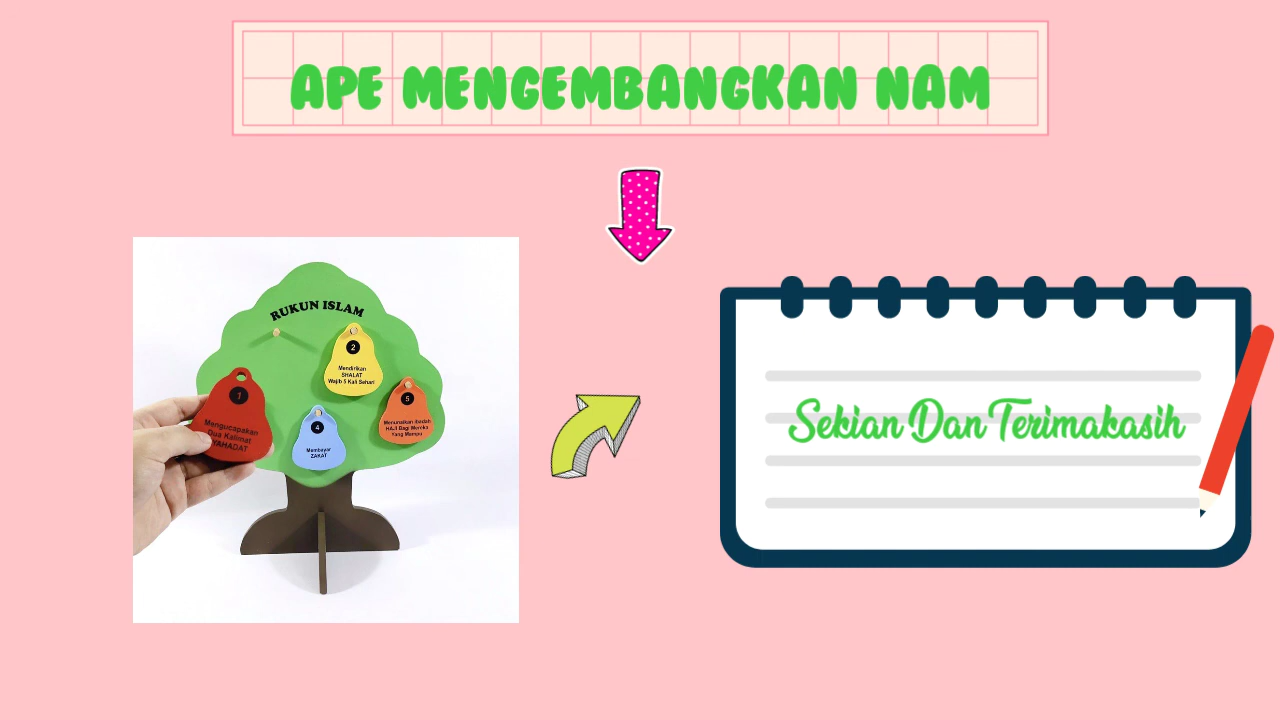 APE MENGEMBANGKAN NAM
RUKUN ISLAM
2
Mendirikan
SHALAT
Wajib 5 Kali Sehari
1
Mengucapakan
Dua Kalimat
SYAHADAT
5
Menunaikan Ibadah
HAJI Bagi Mereka
Yang Mampu
4
Membayar
ZAKAT
Sekian Dan Terimakasih